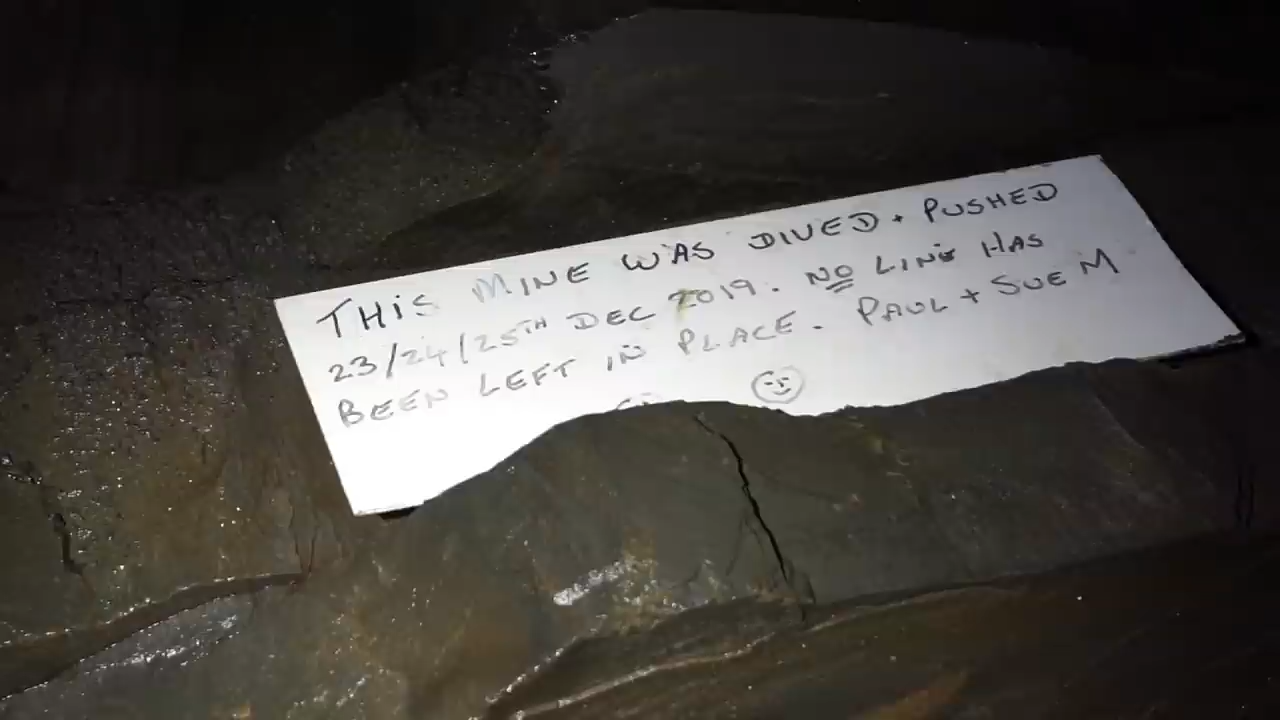 THIS MINE WAS DIVED + PUSHED
23/24/25TH DEC 2019. NO LINE HAS
BEEN LEFT IN PLACE. PAUL + SUE M